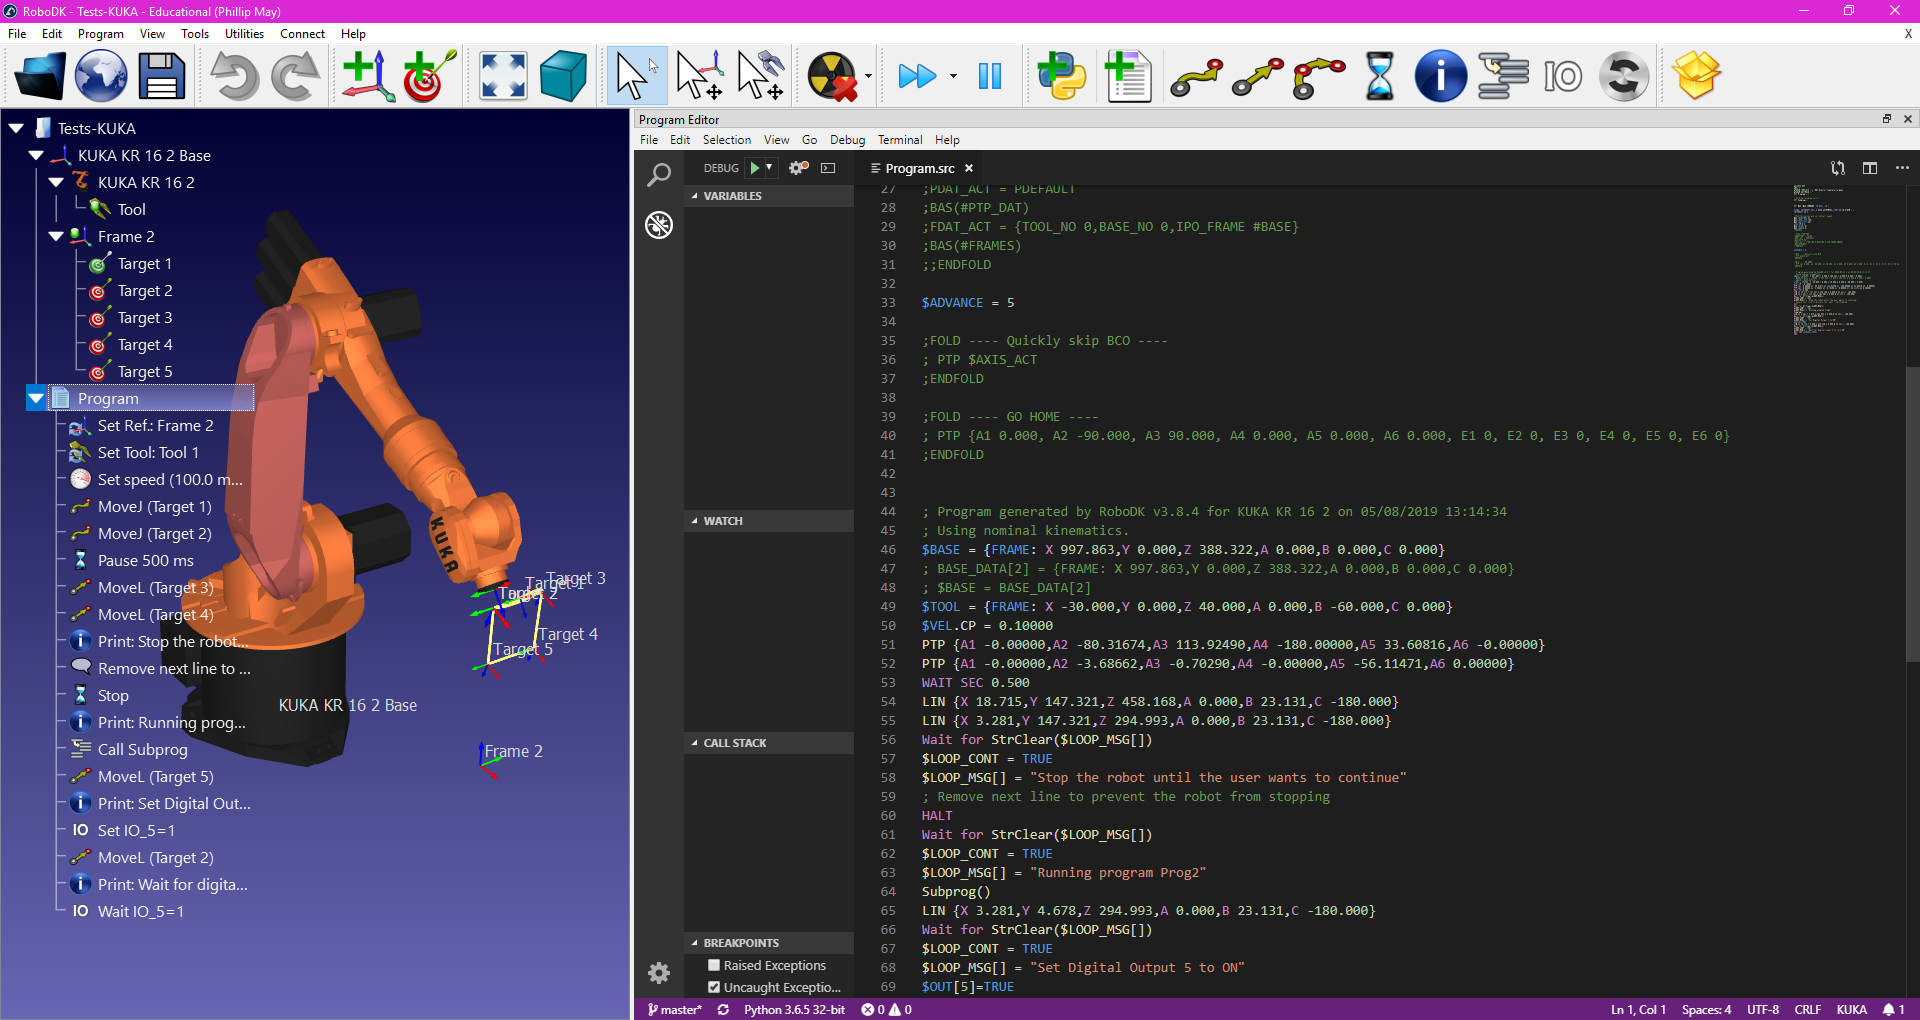 RoboDK - Tests-KUKA - Educational (Phillip May)
File Edit Program View Tools Utilities Connect Help
X
IO
Tests-KUKA
KUKA KR 16 2 Base
KUKA KR 16 2
Tool
Frame 2
Target 1
Target 2
Target 3
Target 4
Target 5
Program
Set Ref.: Frame 2
Set Tool: Tool 1
Set speed (100.0 m...
MoveJ (Target 1)
MoveJ (Target 2)
Pause 500 ms
MoveL (Target 3)
MoveL (Target 4)
Print: Stop the robot...
Remove next line to ...
Stop
Print: Running prog...
Call Subprog
MoveL (Target 5)
Print: Set Digital Out...
IO Set IO_5=1
MoveL (Target 2)
Print: Wait for digita...
IO Wait IO_5=1
KUKA
Target 3
Target 1
Target 2
Target 4
Target 5
KUKA KR 16 2 Base
Frame 2
Program Editor
File Edit Selection View Go Debug Terminal Help
DEBUG
Program.src
VARIABLES
WATCH
CALL STACK
BREAKPOINTS
Raised Exceptions
Uncaught Exceptio...
27 ;PDAT_ACT = PDEFAULT
28 ;BAS(#PTP_DAT)
29 ;FDAT_ACT = {TOOL_NO 0,BASE_NO 0,IPO_FRAME #BASE}
30 ;BAS(#FRAMES)
31 ;;ENDFOLD
32
33 $ADVANCE = 5
34
35 ;FOLD ---- Quickly skip BCO ----
36 ; PTP $AXIS_ACT
37 ;ENDFOLD
38
39 ;FOLD ---- GO HOME ----
40 ; PTP {A1 0.000, A2 -90.000, A3 90.000, A4 0.000, A5 0.000, A6 0.000, E1 0, E2 0, E3 0, E4 0, E5 0, E6 0}
41 ;ENDFOLD
42
43
44 ; Program generated by RoboDK v3.8.4 for KUKA KR 16 2 on 05/08/2019 13:14:34
45 ; Using nominal kinematics.
46 $BASE = {FRAME: X 997.863,Y 0.000,Z 388.322,A 0.000,B 0.000,C 0.000}
47 ; BASE_DATA[2] = {FRAME: X 997.863,Y 0.000,Z 388.322,A 0.000,B 0.000,C 0.000}
48 ; $BASE = BASE_DATA[2]
49 $TOOL = {FRAME: X -30.000,Y 0.000,Z 40.000,A 0.000,B -60.000,C 0.000}
50 $VEL.CP = 0.10000
51 PTP {A1 -0.00000,A2 -80.31674,A3 113.92490,A4 -180.00000,A5 33.60816,A6 -0.00000}
52 PTP {A1 -0.00000,A2 -3.68662,A3 -0.70290,A4 -0.00000,A5 -56.11471,A6 0.00000}
53 WAIT SEC 0.500
54 LIN {X 18.715,Y 147.321,Z 458.168,A 0.000,B 23.131,C -180.000}
55 LIN {X 3.281,Y 147.321,Z 294.993,A 0.000,B 23.131,C -180.000}
56 Wait for StrClear($LOOP_MSG[])
57 $LOOP_CONT = TRUE
58 $LOOP_MSG[] = "Stop the robot until the user wants to continue"
59 ; Remove next line to prevent the robot from stopping
60 HALT
61 Wait for StrClear($LOOP_MSG[])
62 $LOOP_CONT = TRUE
63 $LOOP_MSG[] = "Running program Prog2"
64 Subprog()
65 LIN {X 3.281,Y 4.678,Z 294.993,A 0.000,B 23.131,C -180.000}
66 Wait for StrClear($LOOP_MSG[])
67 $LOOP_CONT = TRUE
68 $LOOP_MSG[] = "Set Digital Output 5 to ON"
69 $OUT[5]=TRUE
master* Python 3.6.5 32-bit 0 0 Ln 1, Col 1 Spaces: 4 UTF-8 CRLF KUKA 1